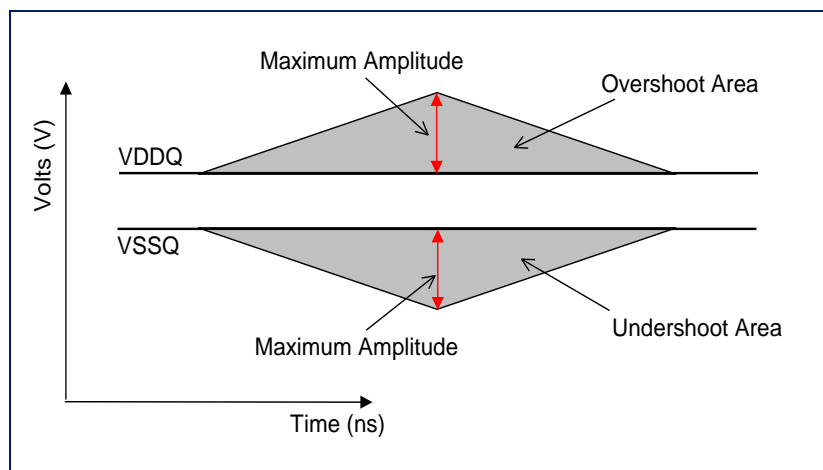 Maximum Amplitude
Overshoot Area
Volts (V)
VDDQ
VSSQ
Undershoot Area
Maximum Amplitude
Time (ns)